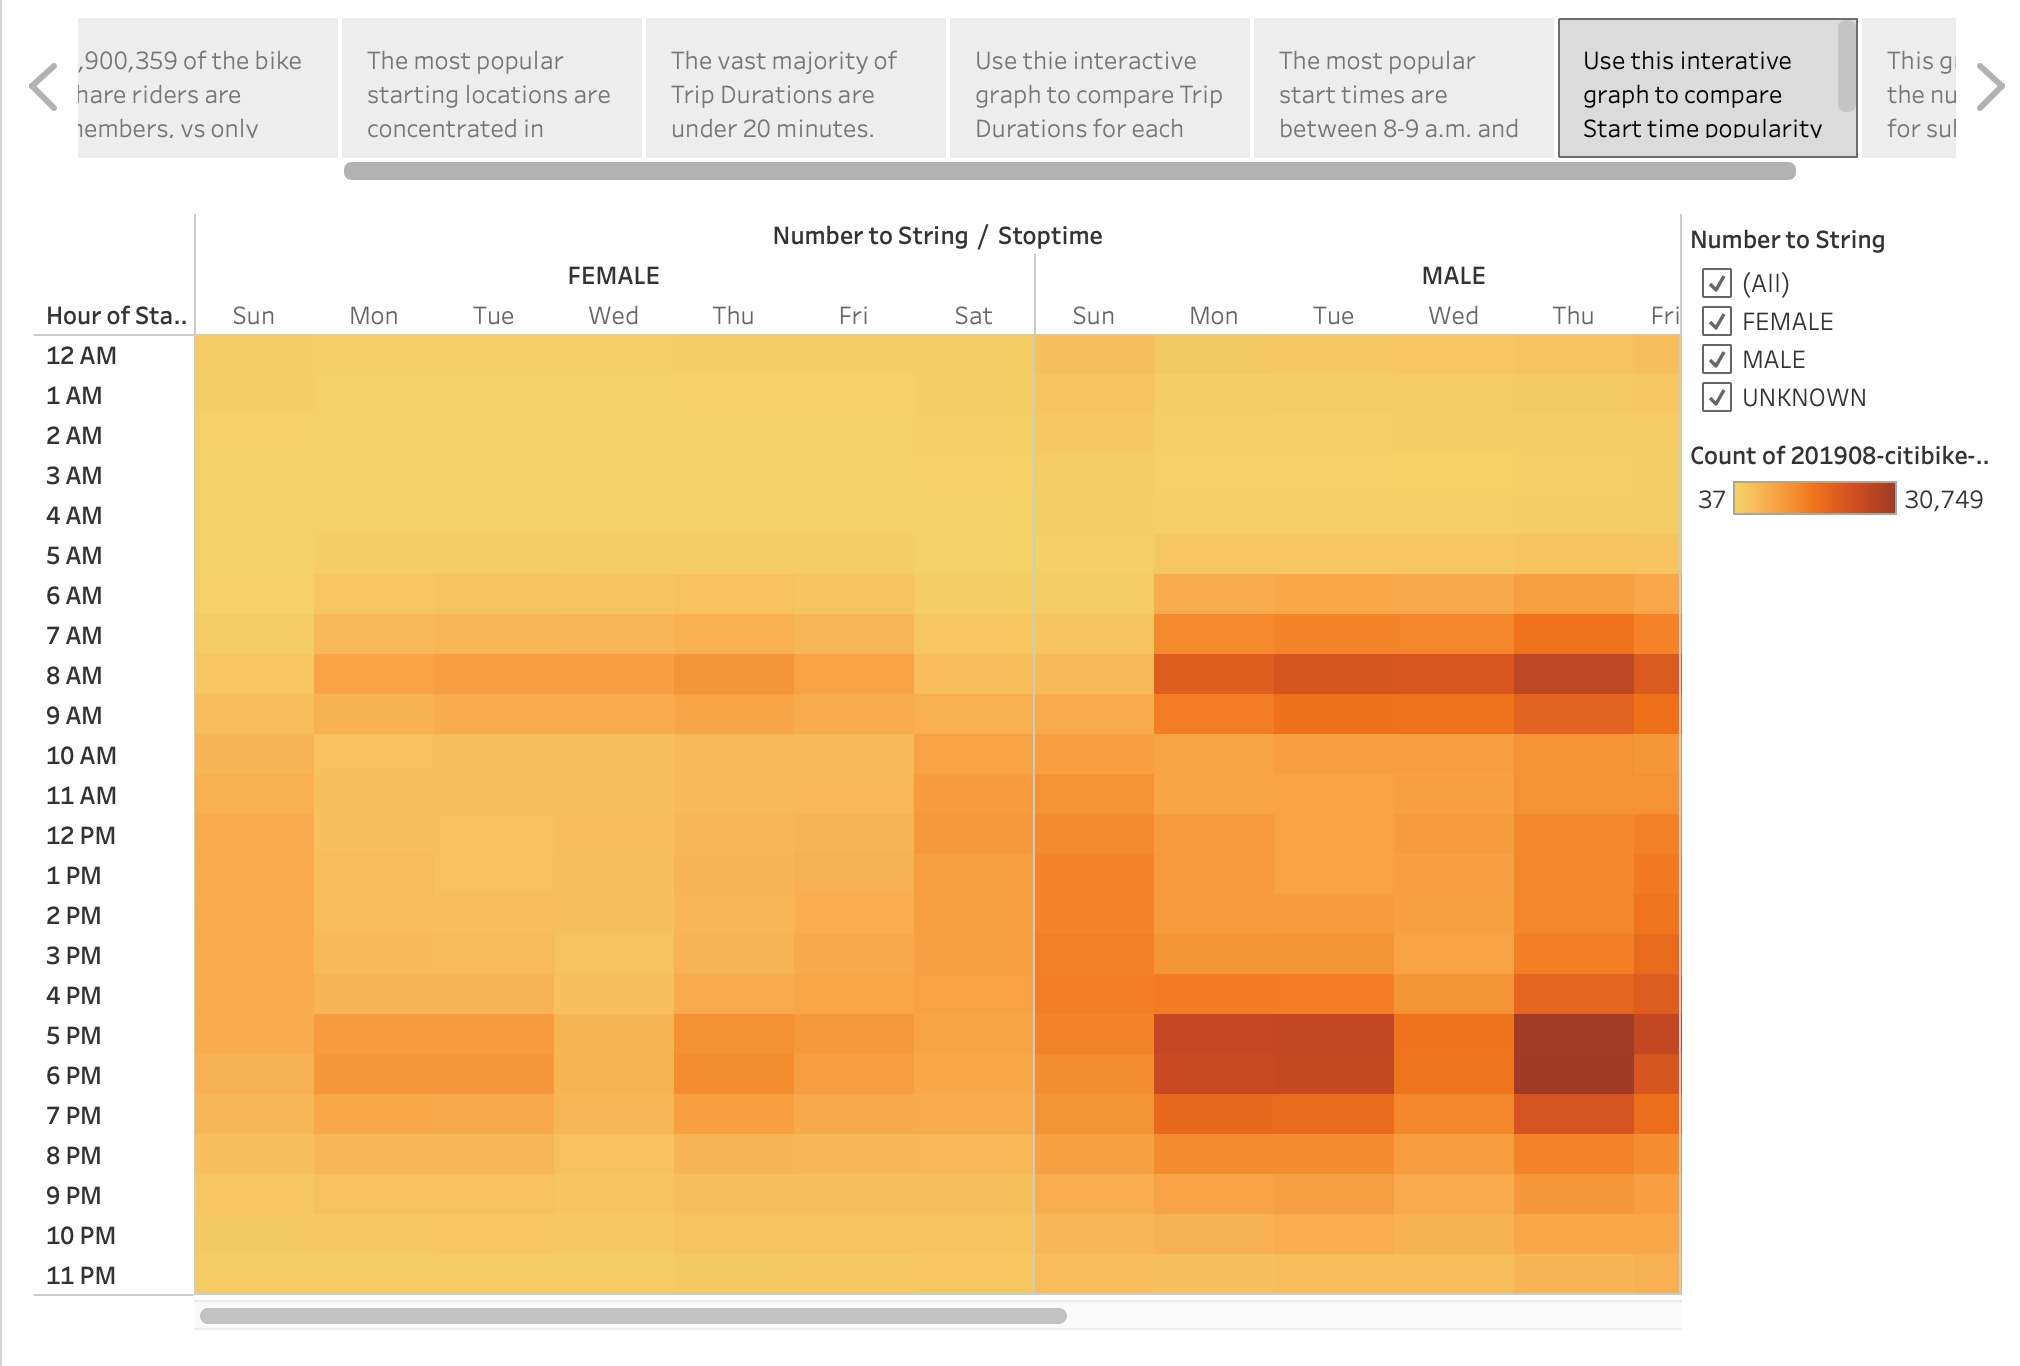 ,900,359 of the bike
hare riders are
members, vs only
The most popular
starting locations are
concentrated in
The vast majority of
Trip Durations are
under 20 minutes.
Use thie interactive
graph to compare Trip
Durations for each
The most popular
start times are
between 8-9 a.m. and
Use this interative
graph to compare
Start time popularity
This g
the nu
for su
Number to String / Stoptime
FEMALE MALE
Hour of Sta.. Sun Mon Tue Wed Thu Fri Sat Sun Mon Tue Wed Thu Fri
12 AM
1 AM
2 AM
3 AM
4 AM
5 AM
6 AM
7 AM
8 AM
9 AM
10 AM
11 AM
12 PM
1 PM
2 PM
3 PM
4 PM
5 PM
6 PM
7 PM
8 PM
9 PM
10 PM
11 PM
Number to String
(All)
FEMALE
MALE
UNKNOWN
Count of 201908-citibike-..
37 30,749